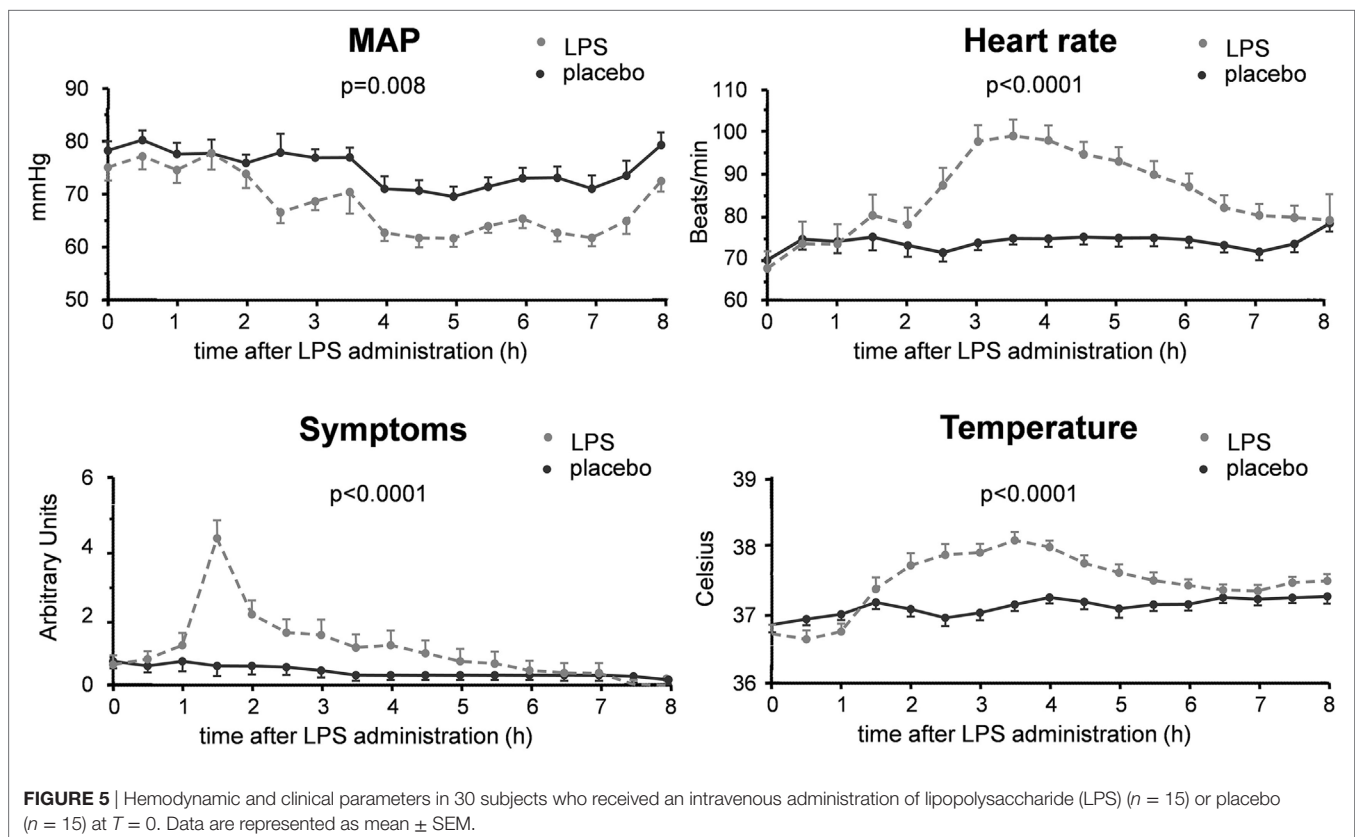 MAP
LPS
placebo
p=0.008
90
80
70
60
50
mmHg
0 1 2 3 4 5 6 7 8
time after LPS administration (h)
Heart rate
LPS
placebo
p<0.0001
110
100
90
80
70
60
Beats/min
0 1 2 3 4 5 6 7 8
time after LPS administration (h)
Symptoms
LPS
placebo
p<0.0001
6
4
2
0
Arbitrary Units
0 1 2 3 4 5 6 7 8
time after LPS administration (h)
Temperature
LPS
placebo
p<0.0001
39
38
37
36
Celsius
0 1 2 3 4 5 6 7 8
time after LPS administration (h)
FIGURE 5 | Hemodynamic and clinical parameters in 30 subjects who received an intravenous administration of lipopolysaccharide (LPS) (n = 15) or placebo
(n = 15) at T = 0. Data are represented as mean ± SEM.